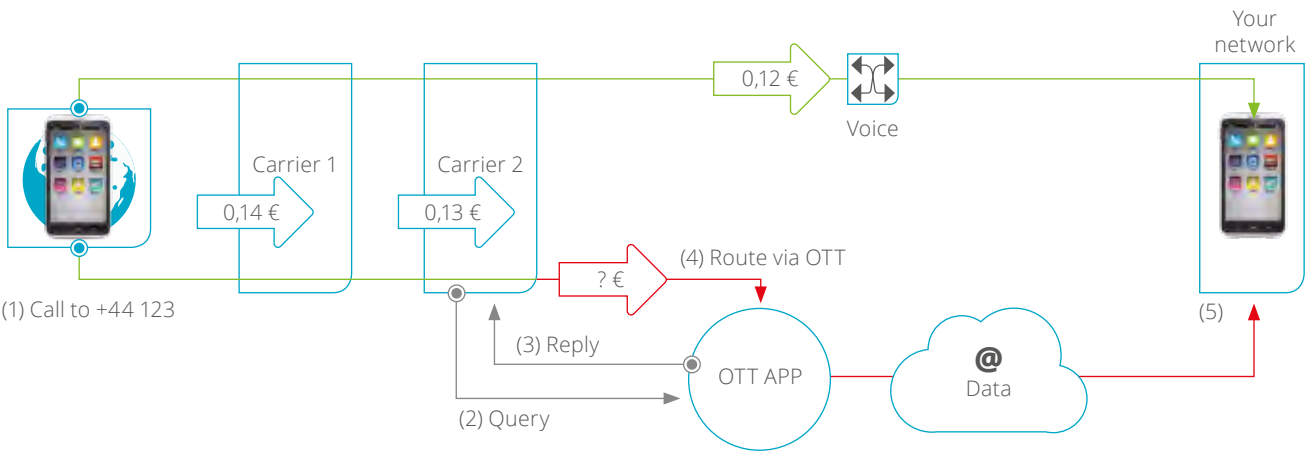 Your
network
0,12 €
Voice
Carrier 1
Carrier 2
0,14 €
0,13 €
(4) Route via OTT
? €
(1) Call to +44 123
(5)
(3) Reply
OTT APP
@
Data
(2) Query